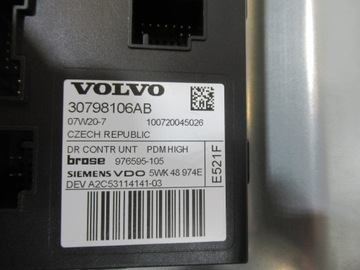 VOLVO
30798106AB
07W20-7 100720045026
CZECH REPUBLIC
DR CONTR UNT PDM HIGH
brose 976595-105
SIEMENS VDO 5WK 48 974E
DEV A2C53114141-03
E521F